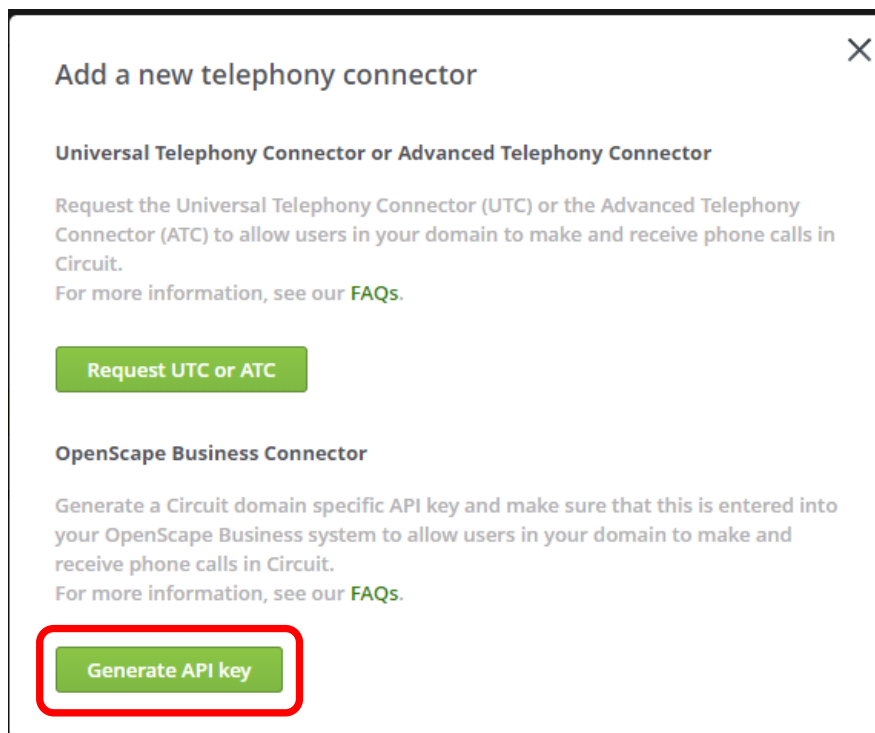 Add a new telephony connector
Universal Telephony Connector or Advanced Telephony Connector
Request the Universal Telephony Connector (UTC) or the Advanced Telephony
Connector (ATC) to allow users in your domain to make and receive phone calls in
Circuit.
For more information, see our FAQs.
Request UTC or ATC
OpenScape Business Connector
Generate a Circuit domain specific API key and make sure that this is entered into
your OpenScape Business system to allow users in your domain to make and
receive phone calls in Circuit.
For more information, see our FAQs.
Generate API key